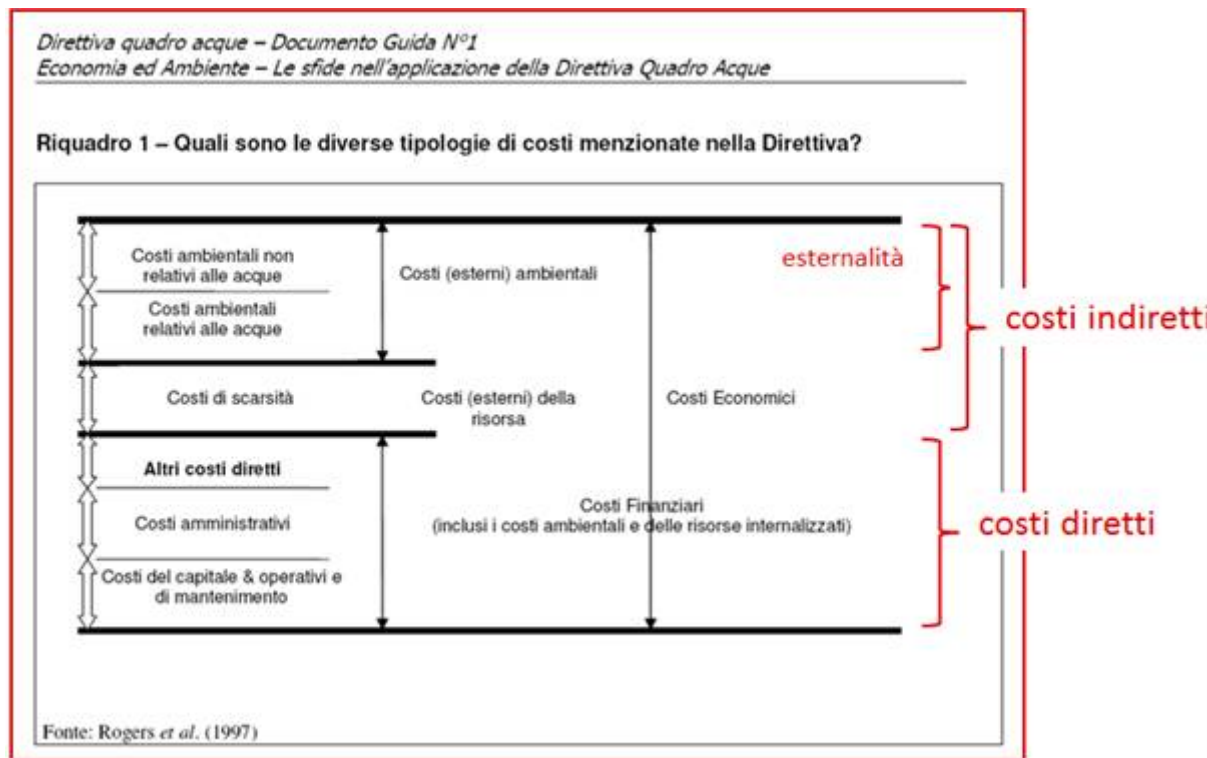 Direttiva quadro acque – Documento Guida N°1
Economia ed Ambiente – Le sfide nell'applicazione della Direttiva Quadro Acque
Riquadro 1 – Quali sono le diverse tipologie di costi menzionate nella Direttiva?
Costi ambientali non
relativi alle acque
Costi (esterni) ambientali
esternalità
Costi ambientali
relativi alle acque
costi indiretti
Costi di scarsità
Costi (esterni) della
risorsa
Costi Economici
Altri costi diretti
Costi amministrativi
Costi Finanziari
(inclusi i costi ambientali e delle risorse internalizzati)
costi diretti
Costi del capitale & operativi e
di mantenimento
Fonte: Rogers et al. (1997)